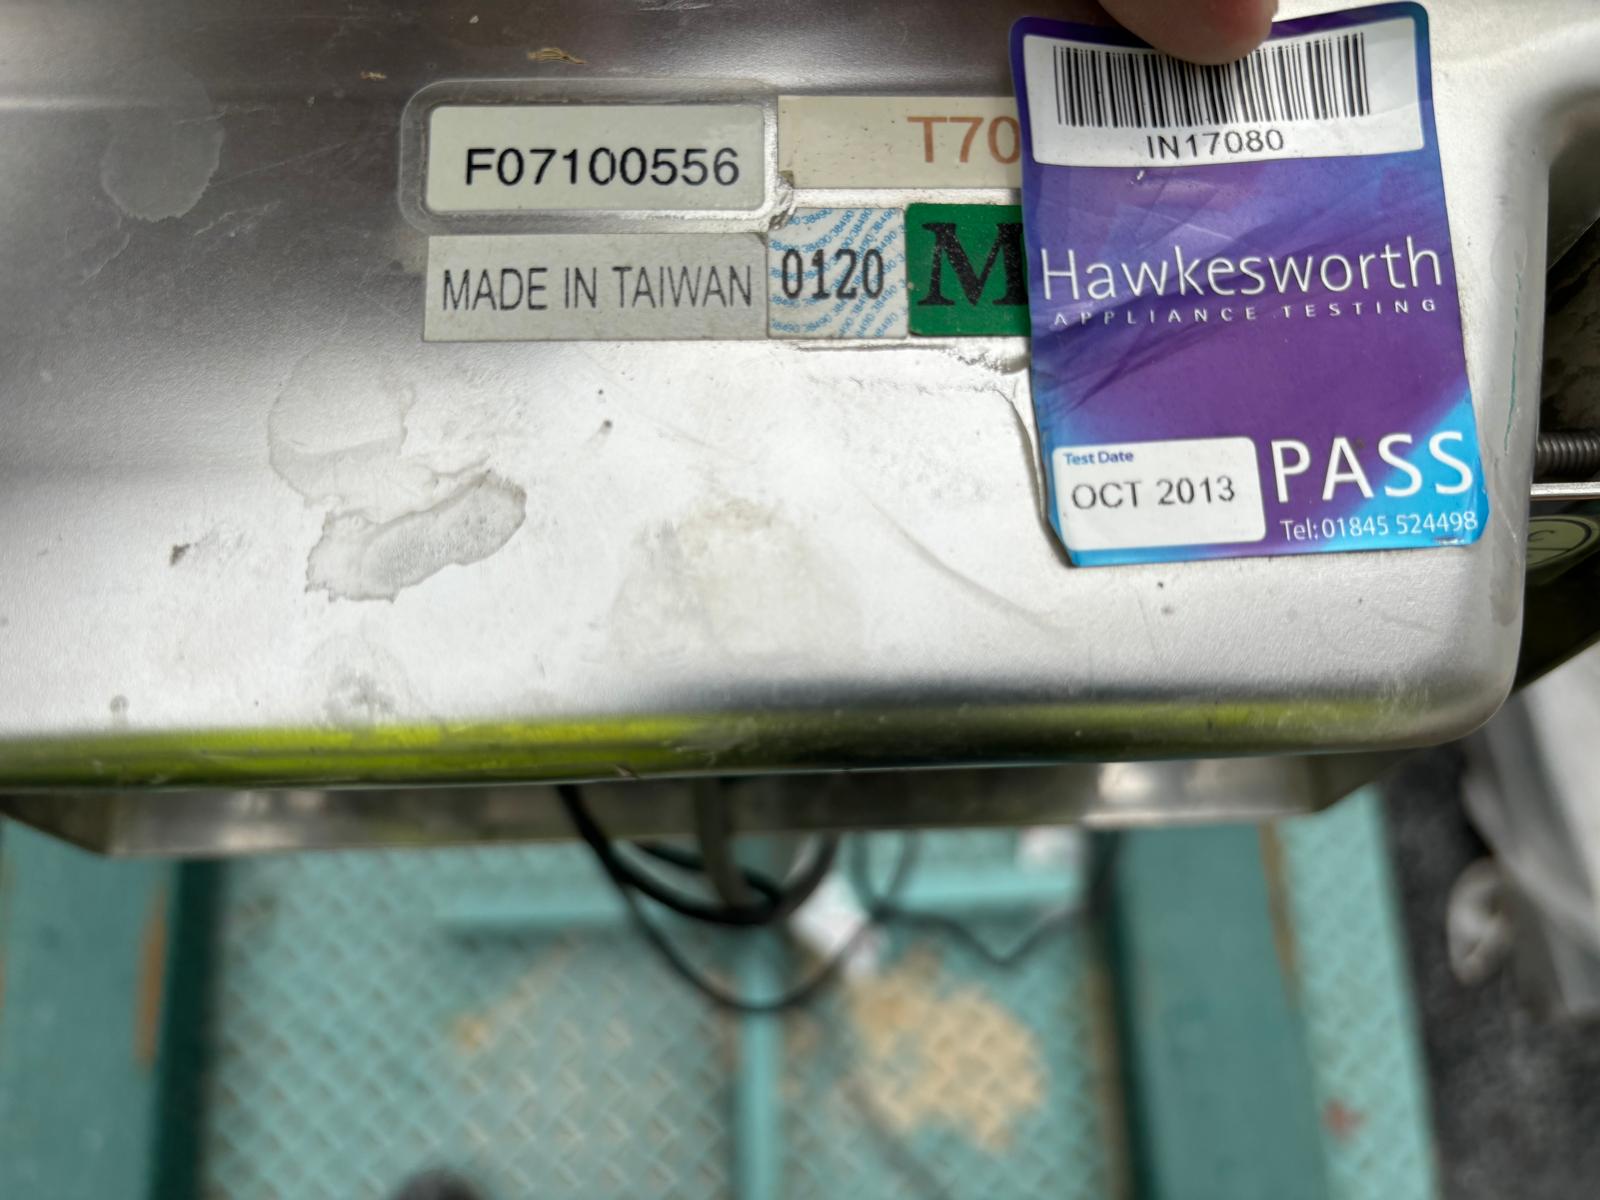 F07100556
T70
MADE IN TAIWAN
0120
M
IN17080
Hawkesworth
APPLIANCE TESTING
Test Date
OCT 2013
PASS
Tel: 01845 524498